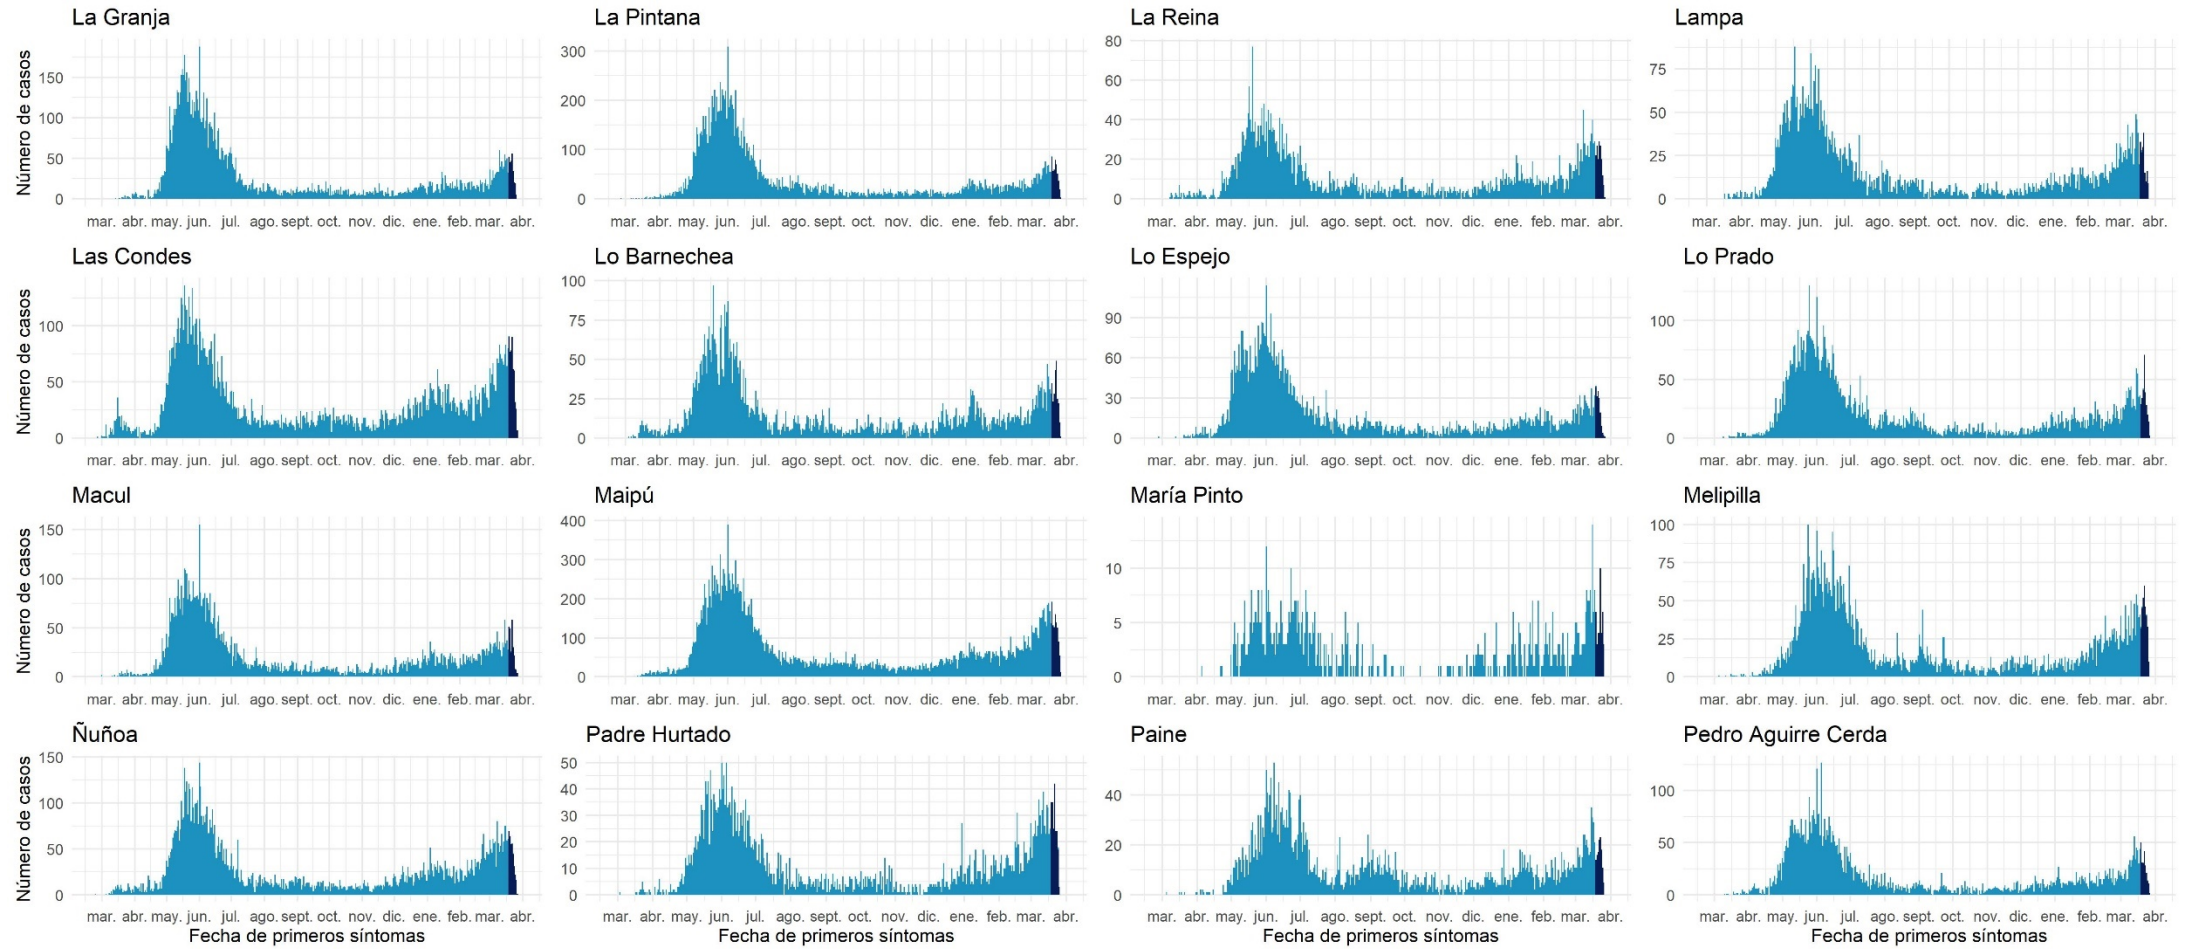 La Granja
La Pintana
La Reina
Lampa
Número de casos
150
100
50
0
300
200
100
0
80
60
40
20
0
75
50
25
0
mar. abr. may. jun. jul. ago. sept. oct. nov. dic. ene. feb. mar. abr.
mar. abr. may. jun. jul. ago. sept. oct. nov. dic. ene. feb. mar. abr.
mar. abr. may. jun. jul. ago. sept. oct. nov. dic. ene. feb. mar. abr.
mar. abr. may. jun. jul. ago. sept. oct. nov. dic. ene. feb. mar. abr.
Las Condes
Lo Barnechea
Lo Espejo
Lo Prado
Número de casos
100
50
0
100
75
50
25
0
90
60
30
0
100
50
0
mar. abr. may. jun. jul. ago. sept. oct. nov. dic. ene. feb. mar. abr.
mar. abr. may. jun. jul. ago. sept. oct. nov. dic. ene. feb. mar. abr.
mar. abr. may. jun. jul. ago. sept. oct. nov. dic. ene. feb. mar. abr.
mar. abr. may. jun. jul. ago. sept. oct. nov. dic. ene. feb. mar. abr.
Macul
Maipú
María Pinto
Melipilla
Número de casos
150
100
50
0
400
300
200
100
0
10
5
0
100
75
50
25
0
mar. abr. may. jun. jul. ago. sept. oct. nov. dic. ene. feb. mar. abr.
mar. abr. may. jun. jul. ago. sept. oct. nov. dic. ene. feb. mar. abr.
mar. abr. may. jun. jul. ago. sept. oct. nov. dic. ene. feb. mar. abr.
mar. abr. may. jun. jul. ago. sept. oct. nov. dic. ene. feb. mar. abr.
Ñuñoa
Padre Hurtado
Paine
Pedro Aguirre Cerda
Número de casos
150
100
50
0
50
40
30
20
10
0
40
20
0
100
50
0
mar. abr. may. jun. jul. ago. sept. oct. nov. dic. ene. feb. mar. abr.
mar. abr. may. jun. jul. ago. sept. oct. nov. dic. ene. feb. mar. abr.
mar. abr. may. jun. jul. ago. sept. oct. nov. dic. ene. feb. mar. abr.
mar. abr. may. jun. jul. ago. sept. oct. nov. dic. ene. feb. mar. abr.
Fecha de primeros síntomas
Fecha de primeros síntomas
Fecha de primeros síntomas
Fecha de primeros síntomas